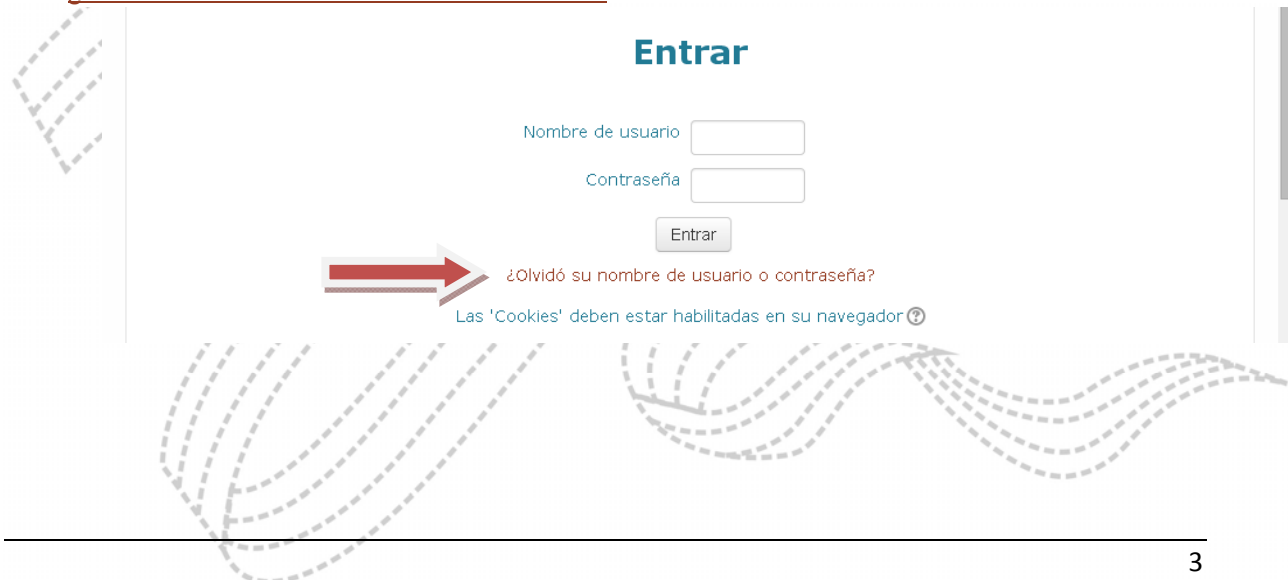 Entrar
Nombre de usuario
Contraseña
Entrar
¿Olvidó su nombre de usuario o contraseña?
Las 'Cookies' deben estar habilitadas en su navegador
3